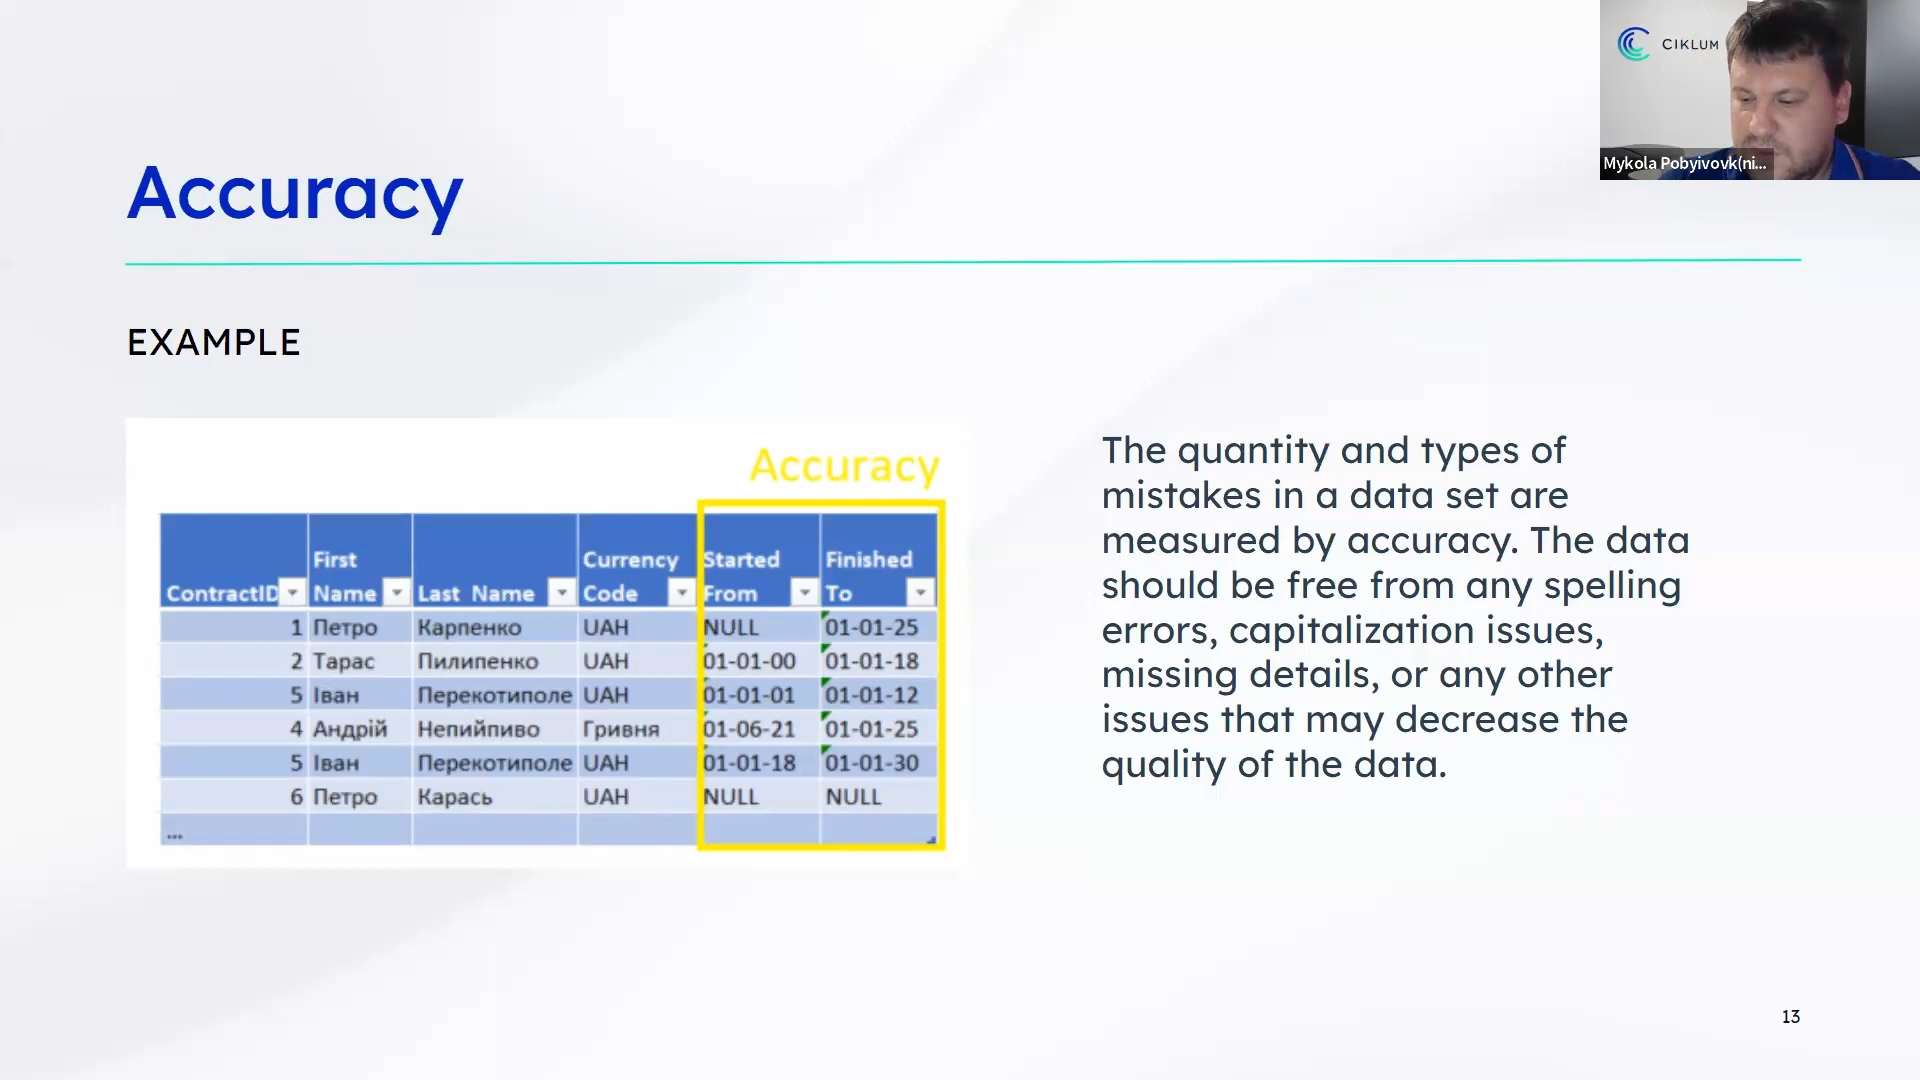 CIKLUM
Mykola Pobyivovk(ni...
Accuracy
EXAMPLE
Accuracy
ContractID First Name Last Name Currency Code Started From Finished To
1 Петро Карпенко UAH NULL 01-01-25
2 Тарас Пилипенко UAH 01-01-00 01-01-18
5 Іван Перекотиполе UAH 01-01-01 01-01-12
4 Андрій Непийпиво Гривня 01-06-21 01-01-25
5 Іван Перекотиполе UAH 01-01-18 01-01-30
6 Петро Карась UAH NULL NULL
...
The quantity and types of
mistakes in a data set are
measured by accuracy. The data
should be free from any spelling
errors, capitalization issues,
missing details, or any other
issues that may decrease the
quality of the data.
13